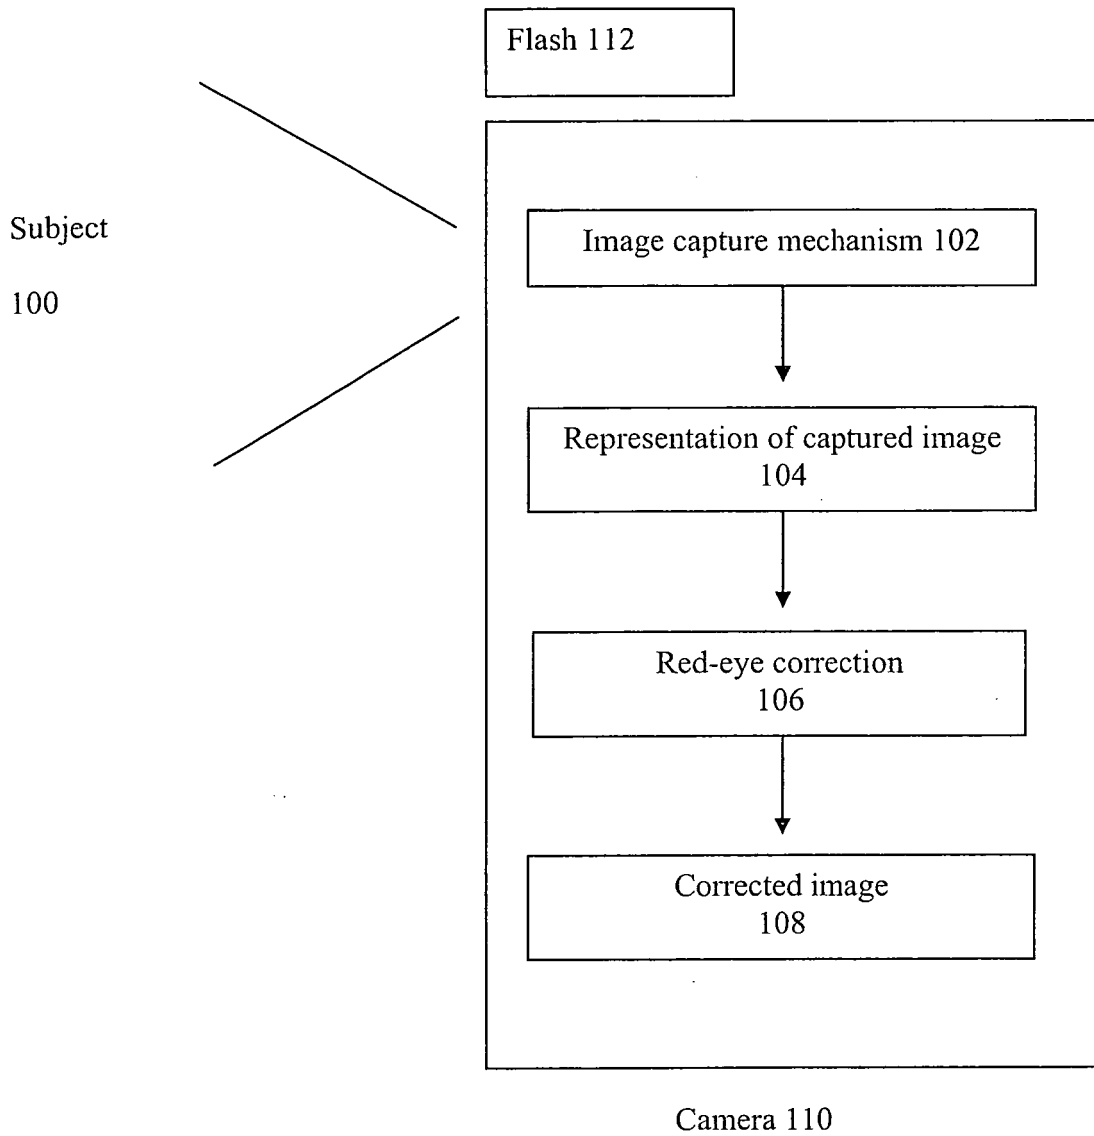 Flash 112
Subject
100
Image capture mechanism 102
Representation of captured image
104
Red-eye correction
106
Corrected image
108
Camera 110